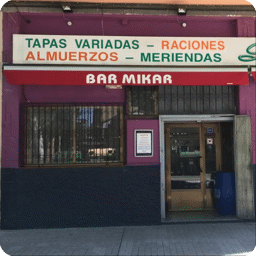 TAPAS VARIADAS - RACIONES
ALMUERZOS - MERIENDAS
BAR MIKAR